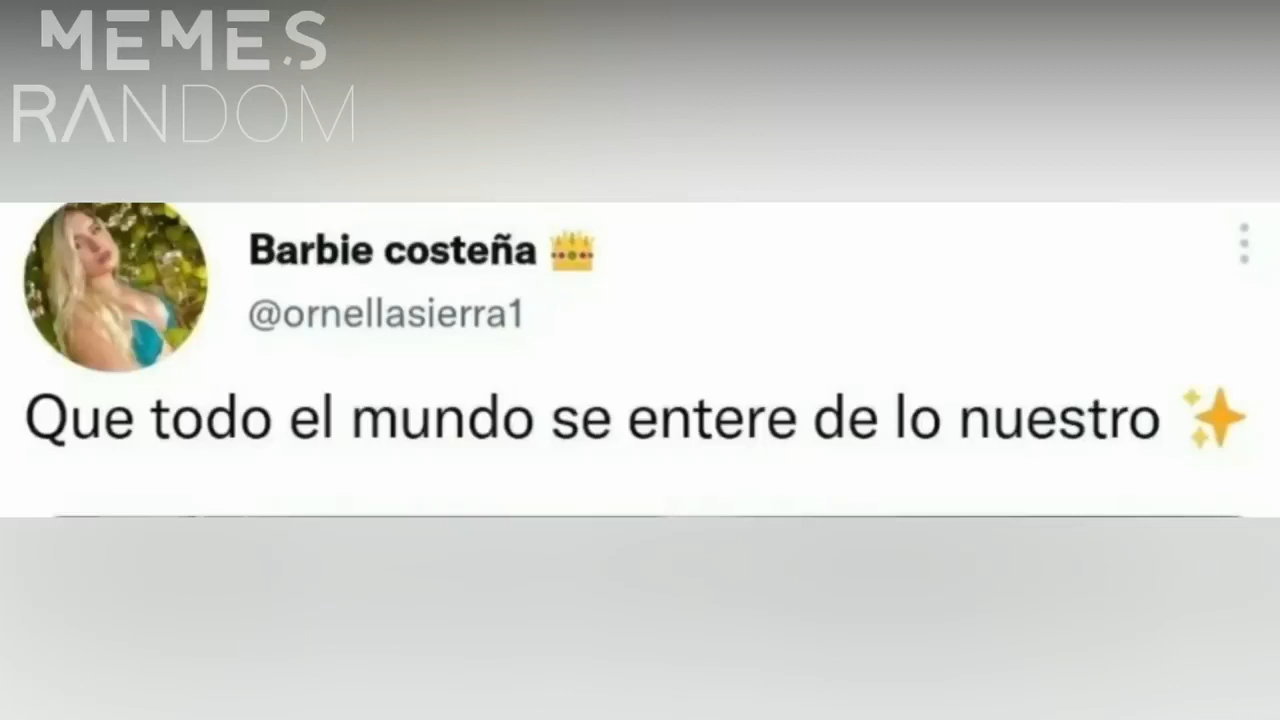 MEMES
RANDOM
Barbie costeña 👑
@ornellasierra1
Que todo el mundo se entere de lo nuestro ✨